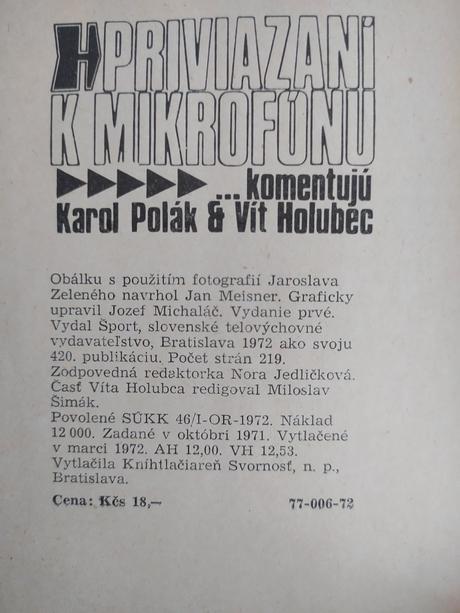 PRIVIAZANÍ
K MIKROFÓNU
...komentujú
Karol Polák & Vít Holubec
Obálku s použitím fotografií Jaroslava
Zeleného navrhol Jan Meisner. Graficky
upravil Jozef Michaláč. Vydanie prvé.
Vydal Šport, slovenské telovýchovné
vydavateľstvo, Bratislava 1972 ako svoju
420. publikáciu. Počet strán 219.
Zodpovedná redaktorka Nora Jedličková.
Časť Víta Holubca redigoval Miloslav
Šimák.
Povolené SÚKK 46/I-OR-1972. Náklad
12 000. Zadané v októbri 1971. Vytlačené
v marci 1972. AH 12,00. VH 12,53.
Vytlačila Kníhtlačiareň Svornosť, n. p.,
Bratislava.
Cena: Kčs 18,— 77-006-72